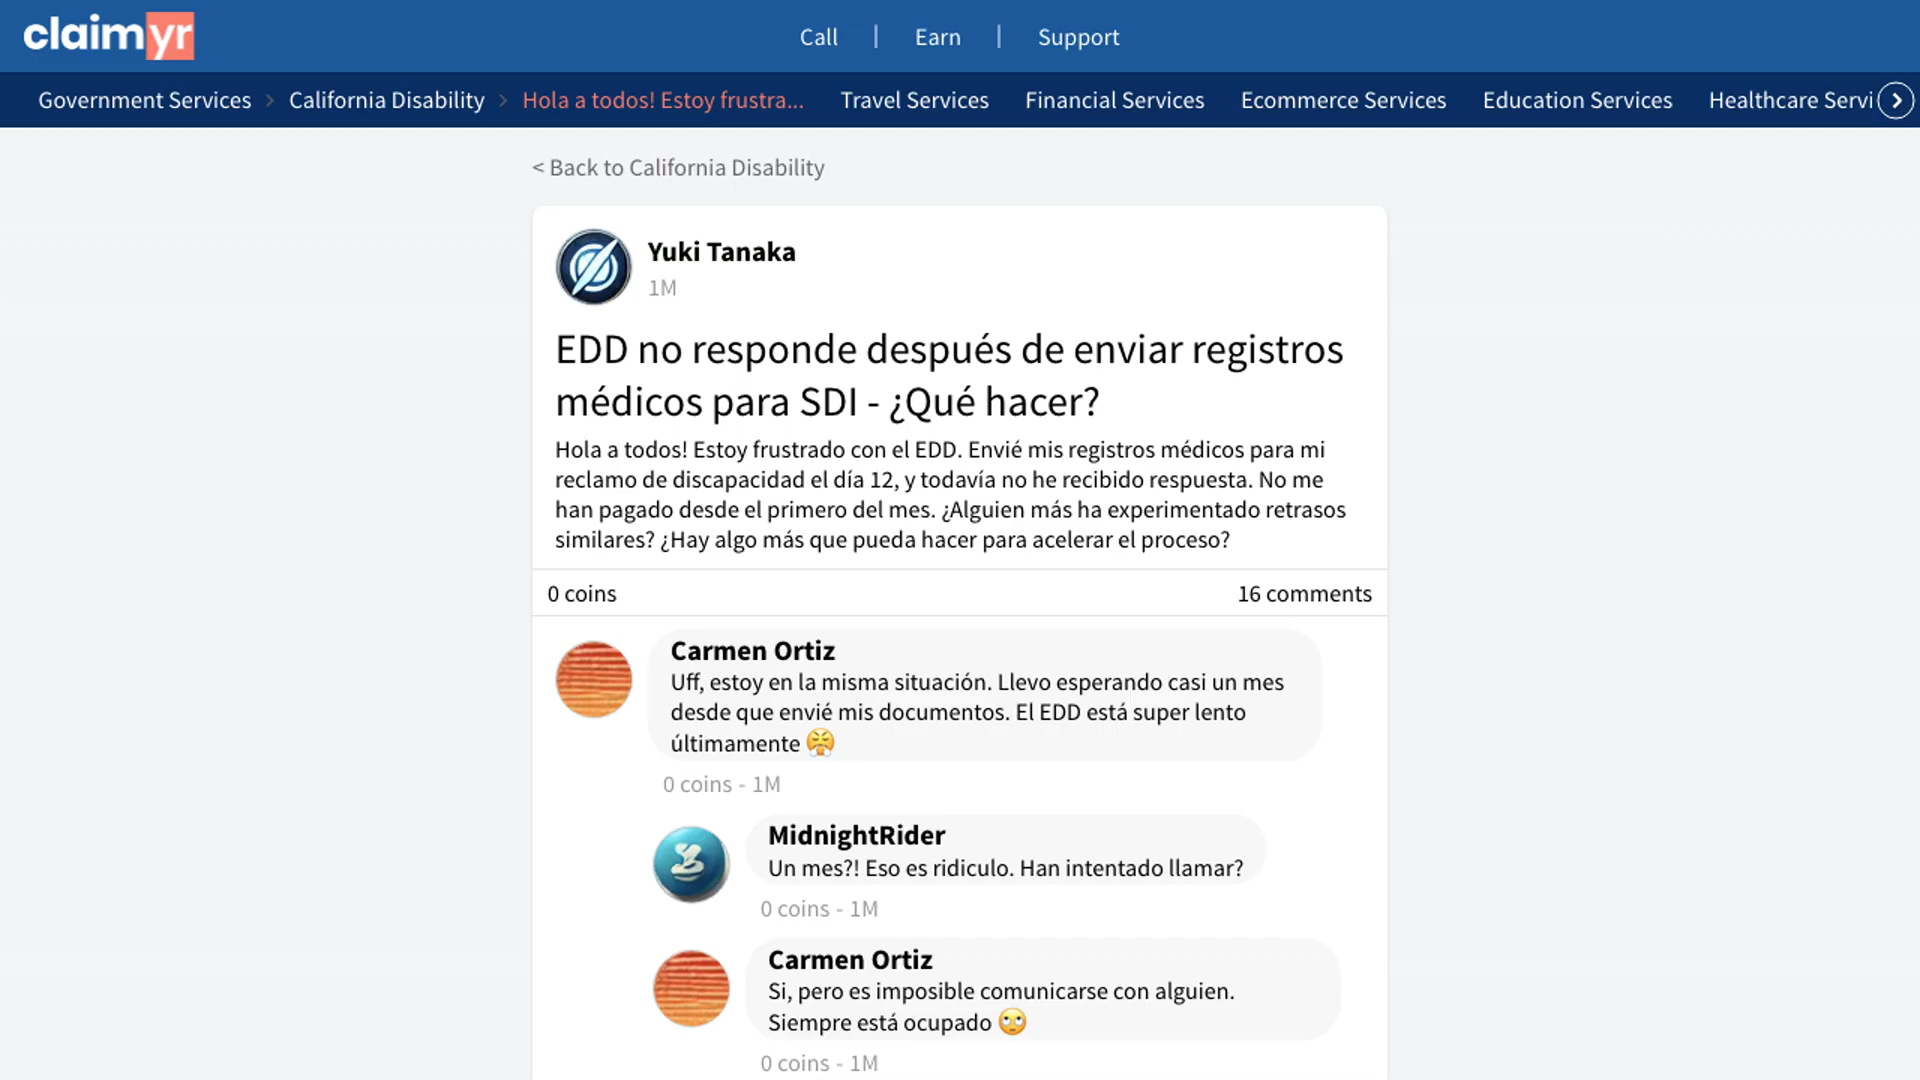 claimyr
Call | Earn | Support
Government Services > California Disability > Hola a todos! Estoy frustra... Travel Services Financial Services Ecommerce Services Education Services Healthcare Servi
< Back to California Disability
Yuki Tanaka
1M
EDD no responde después de enviar registros
médicos para SDI - ¿Qué hacer?
Hola a todos! Estoy frustrado con el EDD. Envié mis registros médicos para mi
reclamo de discapacidad el día 12, y todavía no he recibido respuesta. No me
han pagado desde el primero del mes. ¿Alguien más ha experimentado retrasos
similares? ¿Hay algo más que pueda hacer para acelerar el proceso?
0 coins 16 comments
Carmen Ortiz
Uff, estoy en la misma situación. Llevo esperando casi un mes
desde que envié mis documentos. El EDD está super lento
últimamente 😤
0 coins - 1M
MidnightRider
Un mes?! Eso es ridiculo. Han intentado llamar?
0 coins - 1M
Carmen Ortiz
Si, pero es imposible comunicarse con alguien.
Siempre está ocupado 🙄
0 coins - 1M